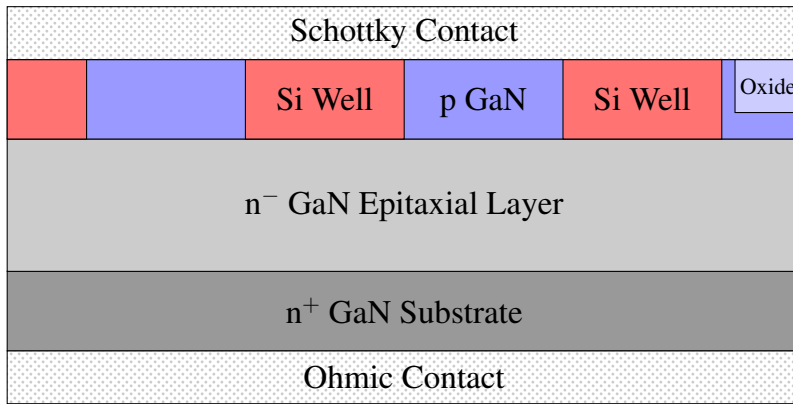 Schottky Contact
Si Well p GaN Si Well Oxide
n⁻ GaN Epitaxial Layer
n⁺ GaN Substrate
Ohmic Contact